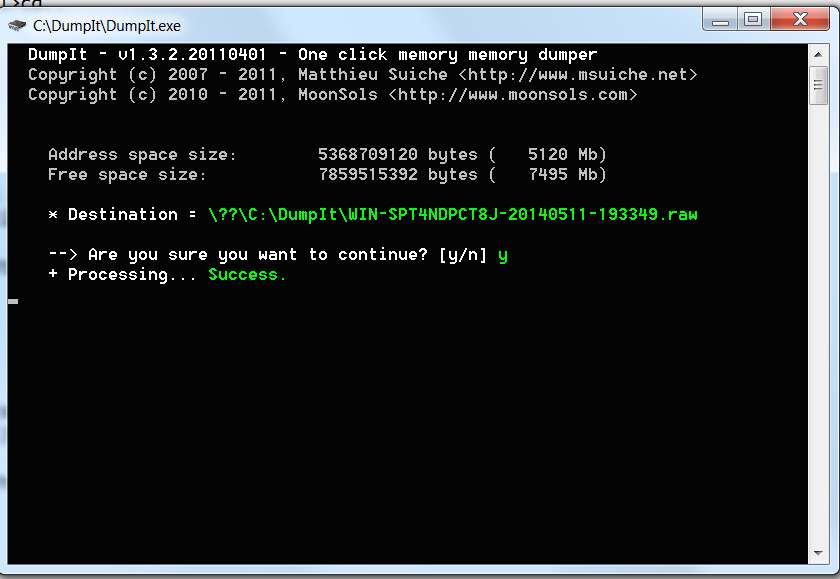 >cd
C:\DumpIt\DumpIt.exe
DumpIt - v1.3.2.20110401 - One click memory memory dumper
Copyright (c) 2007 - 2011, Matthieu Suiche <http://www.msuiche.net>
Copyright (c) 2010 - 2011, MoonSols <http://www.moonsols.com>
Address space size: 5368709120 bytes ( 5120 Mb)
Free space size: 7859515392 bytes ( 7495 Mb)
* Destination = \??\C:\DumpIt\WIN-SPT4NDPCT8J-20140511-193349.raw
--> Are you sure you want to continue? [y/n] y
+ Processing... Success.